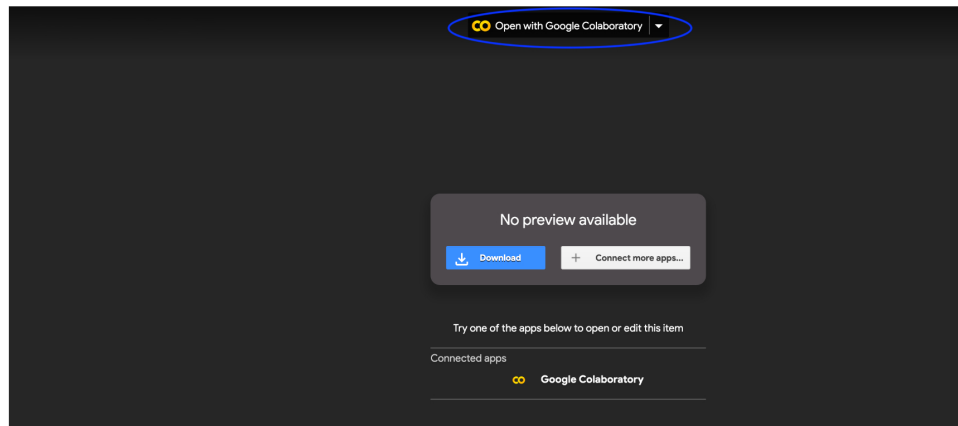 Open with Google Colaboratory
No preview available
Download
Connect more apps...
Try one of the apps below to open or edit this item
Connected apps
Google Colaboratory